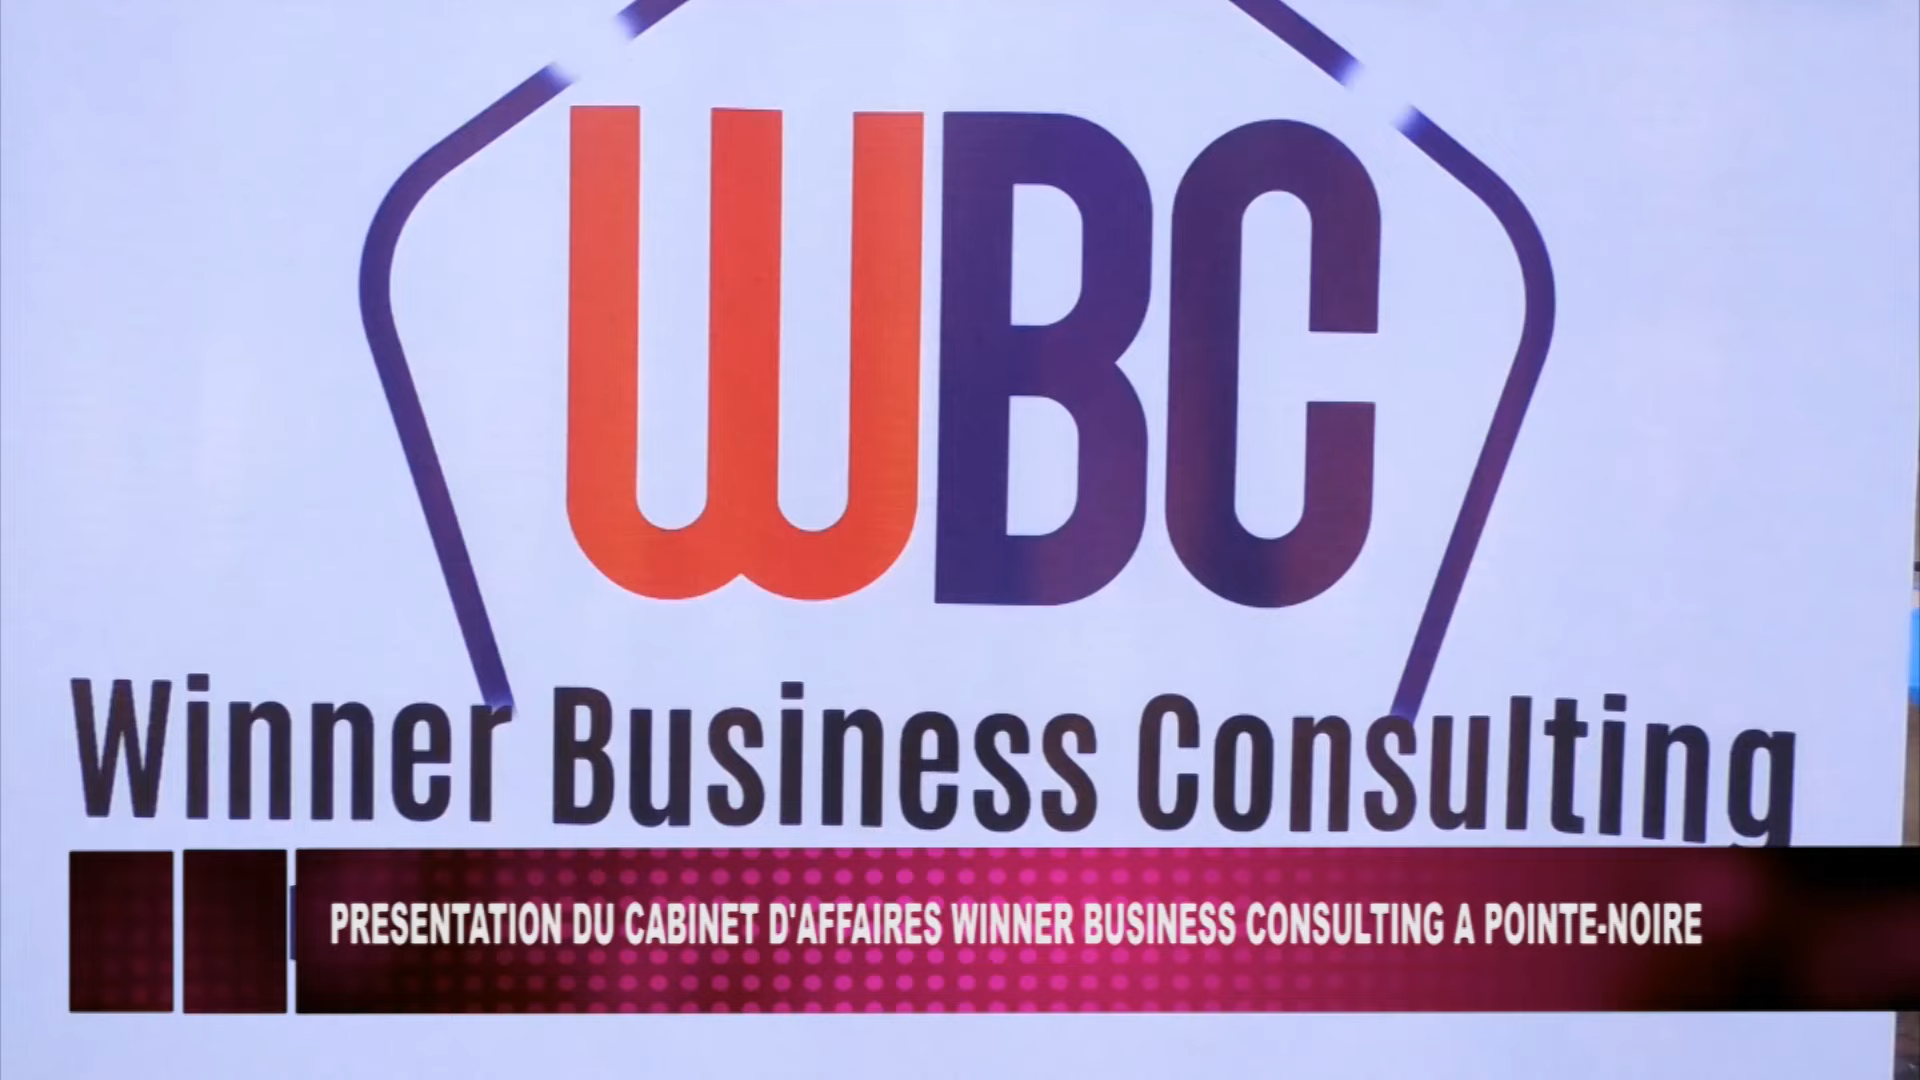 WBC
Winner Business Consulting
PRESENTATION DU CABINET D'AFFAIRES WINNER BUSINESS CONSULTING A POINTE-NOIRE